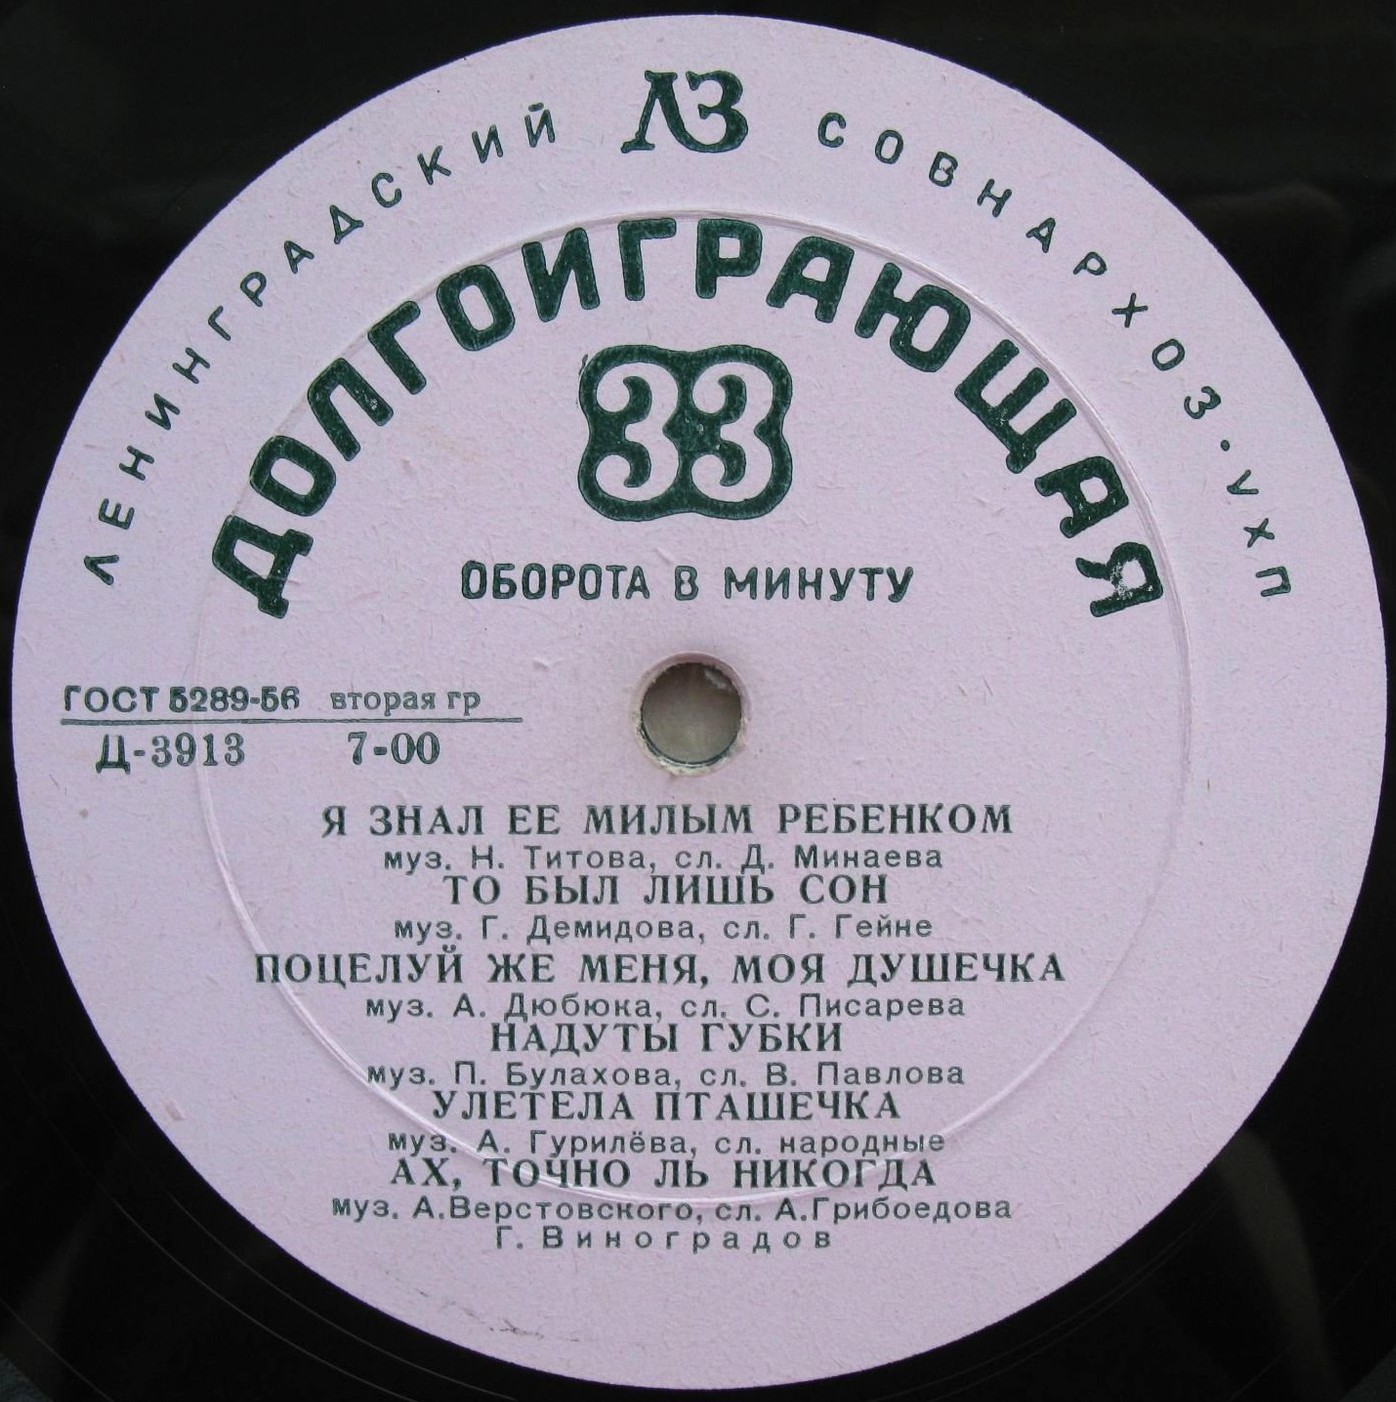 ЛЕНИНГРАДСКИЙ ЛЗ СОВНАРХОЗ·УХП
ДОЛГОИГРАЮЩАЯ
33
ОБОРОТА В МИНУТУ
ГОСТ 5289-56 вторая гр
Д-3913 7-00
Я ЗНАЛ ЕЕ МИЛЫМ РЕБЕНКОМ
муз. Н. Титова, сл. Д. Минаева
ТО БЫЛ ЛИШЬ СОН
муз. Г. Демидова, сл. Г. Гейне
ПОЦЕЛУЙ ЖЕ МЕНЯ, МОЯ ДУШЕЧКА
муз. А. Дюбюка, сл. С. Писарева
НАДУТЫ ГУБКИ
муз. П. Булахова, сл. В. Павлова
УЛЕТЕЛА ПТАШЕЧКА
муз. А. Гурилёва, сл. народные
АХ, ТОЧНО ЛЬ НИКОГДА
муз. А.Верстовского, сл. А.Грибоедова
Г. Виноградов